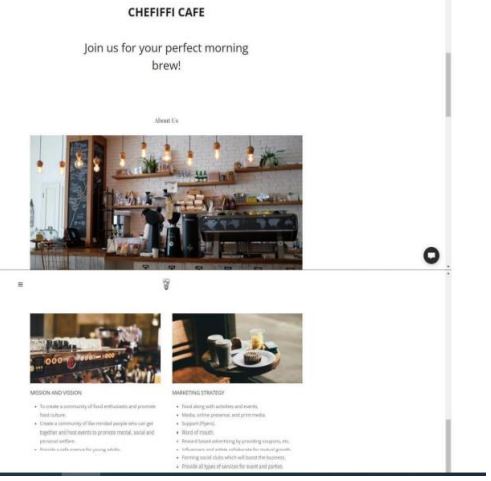 CHEFIFFI CAFE
Join us for your perfect morning
brew!
About Us
MISSION AND VISSION
To create a community of food enthusiasts and promote
food culture.
Create a community of like-minded people who can get
together and host events to promote mental, social and
personal welfare.
Provide a safe avenue for young adults.
MARKETING STRATEGY
Food along with activities and events.
Media, online presence, and print media.
Support (Flyers).
Word of mouth.
Reward based advertising by providing coupons, etc.
Influencers and artists collaborate for mutual growth.
Forming social clubs which will boost the business.
Provide all types of services for event and parties.